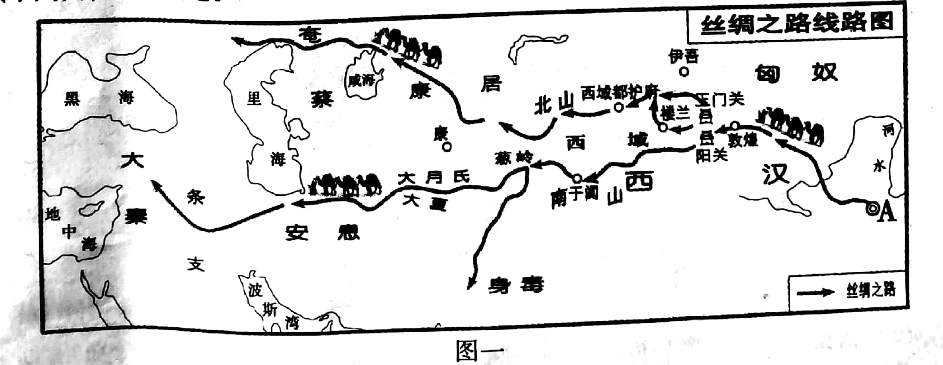 丝绸之路线路图
奄
蔡
黑海
里
海
咸海
康
居
康
北山
西域都护府
伊吾
匈奴
楼兰
玉门关
阳关
敦煌
西
域
葱岭
大月氏
大夏
南于阗
山
西
汉
河
水
A
大
秦
地
中
海
条
支
安息
身毒
波
斯
湾
丝绸之路
图一